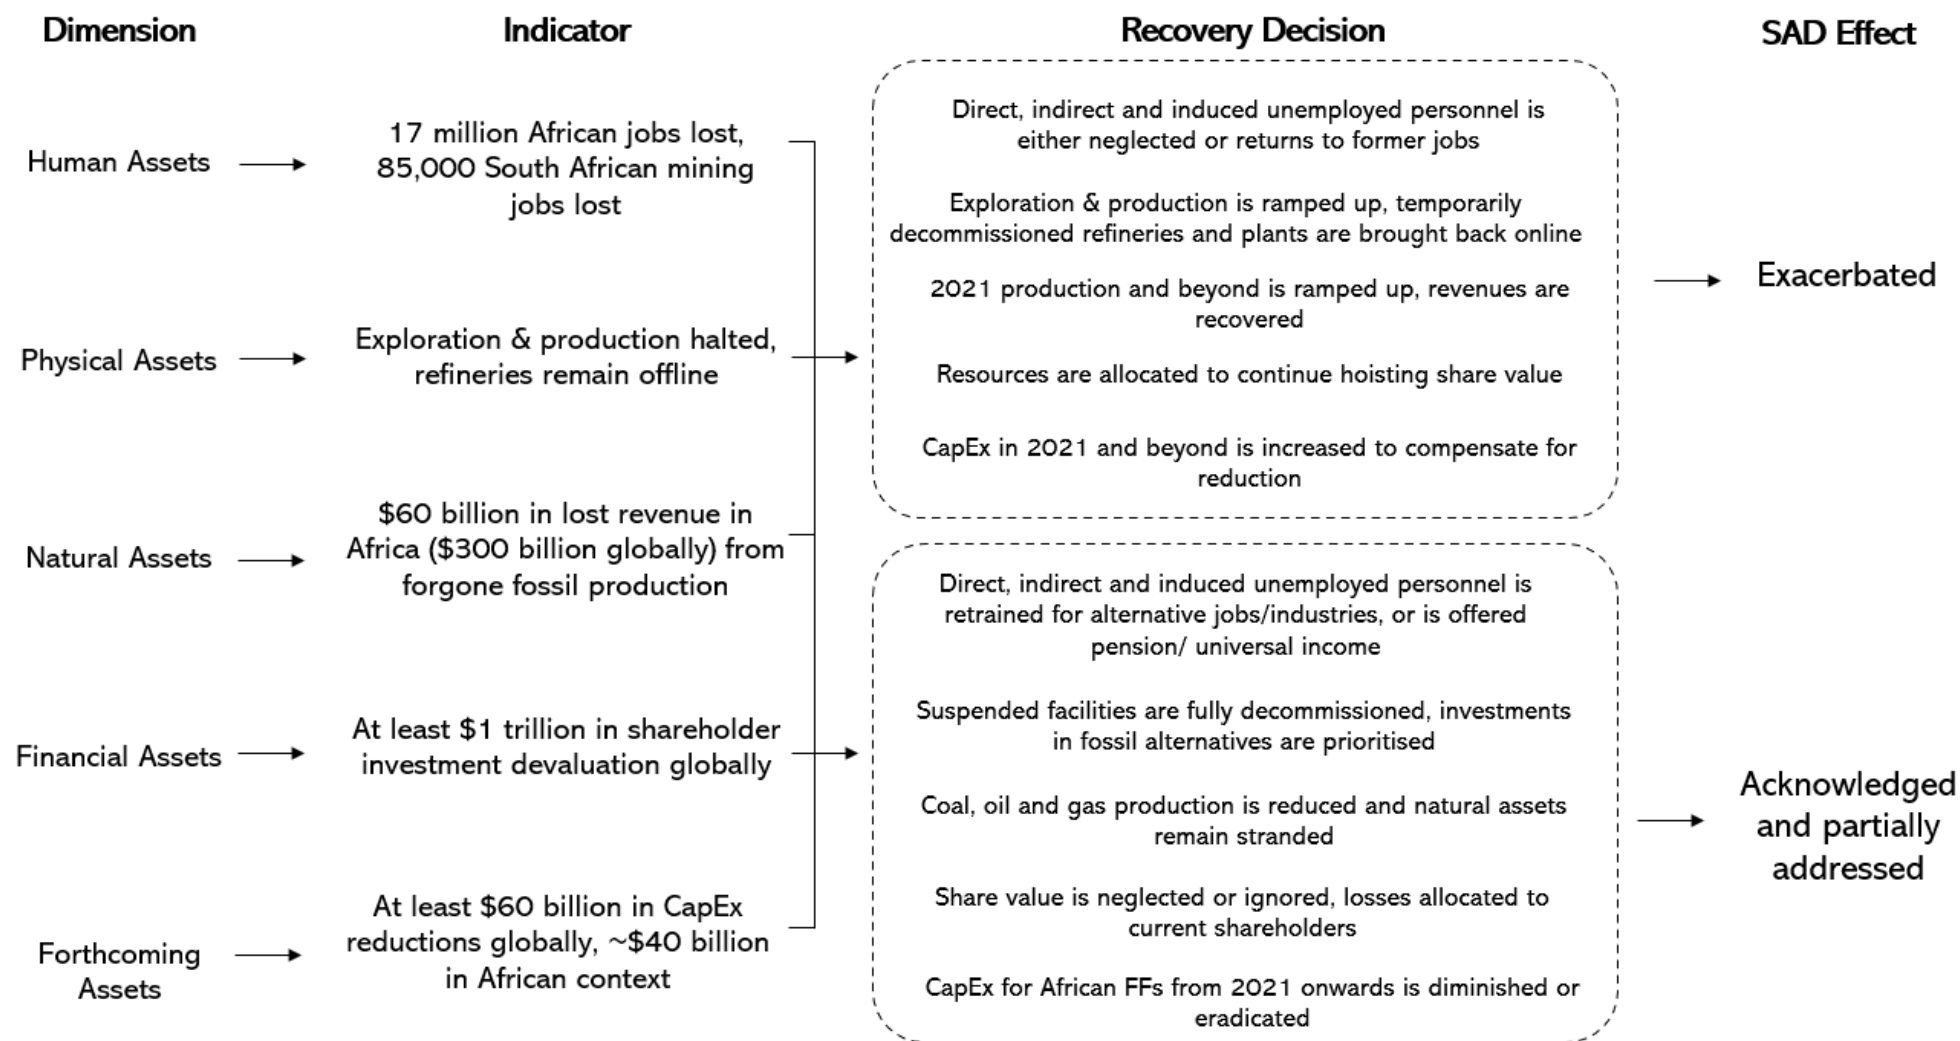 Dimension
Indicator
Recovery Decision
SAD Effect
Human Assets
17 million African jobs lost,
85,000 South African mining
jobs lost
Physical Assets
Exploration & production halted,
refineries remain offline
Natural Assets
$60 billion in lost revenue in
Africa ($300 billion globally) from
forgone fossil production
Financial Assets
At least $1 trillion in shareholder
investment devaluation globally
Forthcoming
Assets
At least $60 billion in CapEx
reductions globally, ~$40 billion
in African context
Direct, indirect and induced unemployed personnel is
either neglected or returns to former jobs
Exploration & production is ramped up, temporarily
decommissioned refineries and plants are brought back online
2021 production and beyond is ramped up, revenues are
recovered
Resources are allocated to continue hoisting share value
CapEx in 2021 and beyond is increased to compensate for
reduction
Exacerbated
Direct, indirect and induced unemployed personnel is
retrained for alternative jobs/industries, or is offered
pension/ universal income
Suspended facilities are fully decommissioned, investments
in fossil alternatives are prioritised
Coal, oil and gas production is reduced and natural assets
remain stranded
Share value is neglected or ignored, losses allocated to
current shareholders
CapEx for African FFs from 2021 onwards is diminished or
eradicated
Acknowledged
and partially
addressed